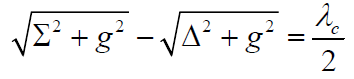 √(Σ² + g²) − √(Δ² + g²) = λ_c / 2